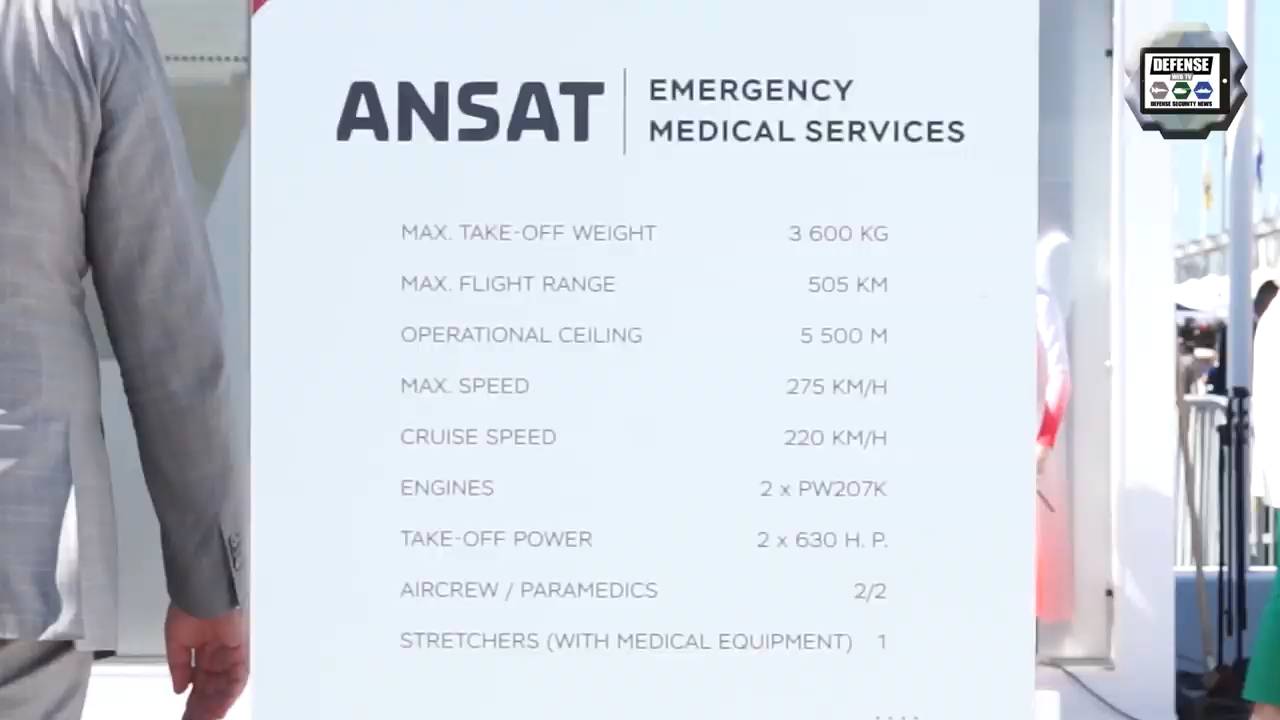 ANSAT
EMERGENCY
MEDICAL SERVICES
MAX. TAKE-OFF WEIGHT 3 600 KG
MAX. FLIGHT RANGE 505 KM
OPERATIONAL CEILING 5 500 M
MAX. SPEED 275 KM/H
CRUISE SPEED 220 KM/H
ENGINES 2 x PW207K
TAKE-OFF POWER 2 x 630 H. P.
AIRCREW / PARAMEDICS 2/2
STRETCHERS (WITH MEDICAL EQUIPMENT) 1
DEFENSE
WEB TV
DEFENSE SECURITY NEWS